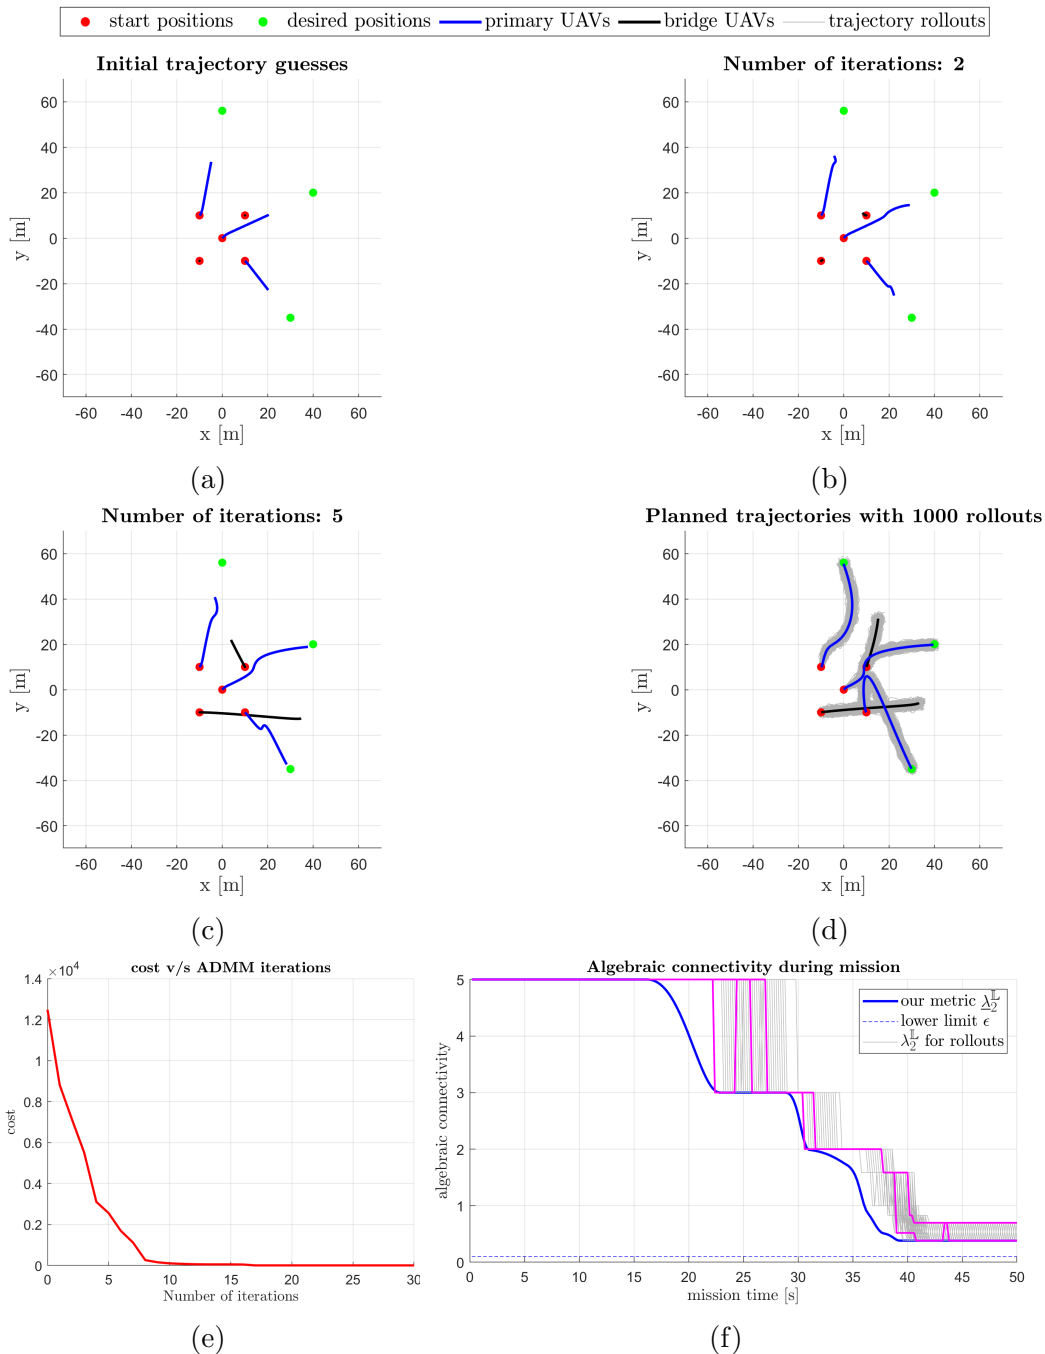 start positions desired positions primary UAVs bridge UAVs trajectory rollouts
Initial trajectory guesses
60
40
20
0
-20
-40
-60
y [m]
-60 -40 -20 0 20 40 60
x [m]
(a)
Number of iterations: 2
60
40
20
0
-20
-40
-60
y [m]
-60 -40 -20 0 20 40 60
x [m]
(b)
Number of iterations: 5
60
40
20
0
-20
-40
-60
y [m]
-60 -40 -20 0 20 40 60
x [m]
(c)
Planned trajectories with 1000 rollouts
60
40
20
0
-20
-40
-60
y [m]
-60 -40 -20 0 20 40 60
x [m]
(d)
cost v/s ADMM iterations
×10⁴
1.4
1.2
1
0.8
0.6
0.4
0.2
0
cost
0 5 10 15 20 25 30
Number of iterations
(e)
Algebraic connectivity during mission
5
4
3
2
1
0
algebraic connectivity
our metric λ̲₂^𝕃
lower limit ϵ
λ₂^𝕃 for rollouts
0 5 10 15 20 25 30 35 40 45 50
mission time [s]
(f)